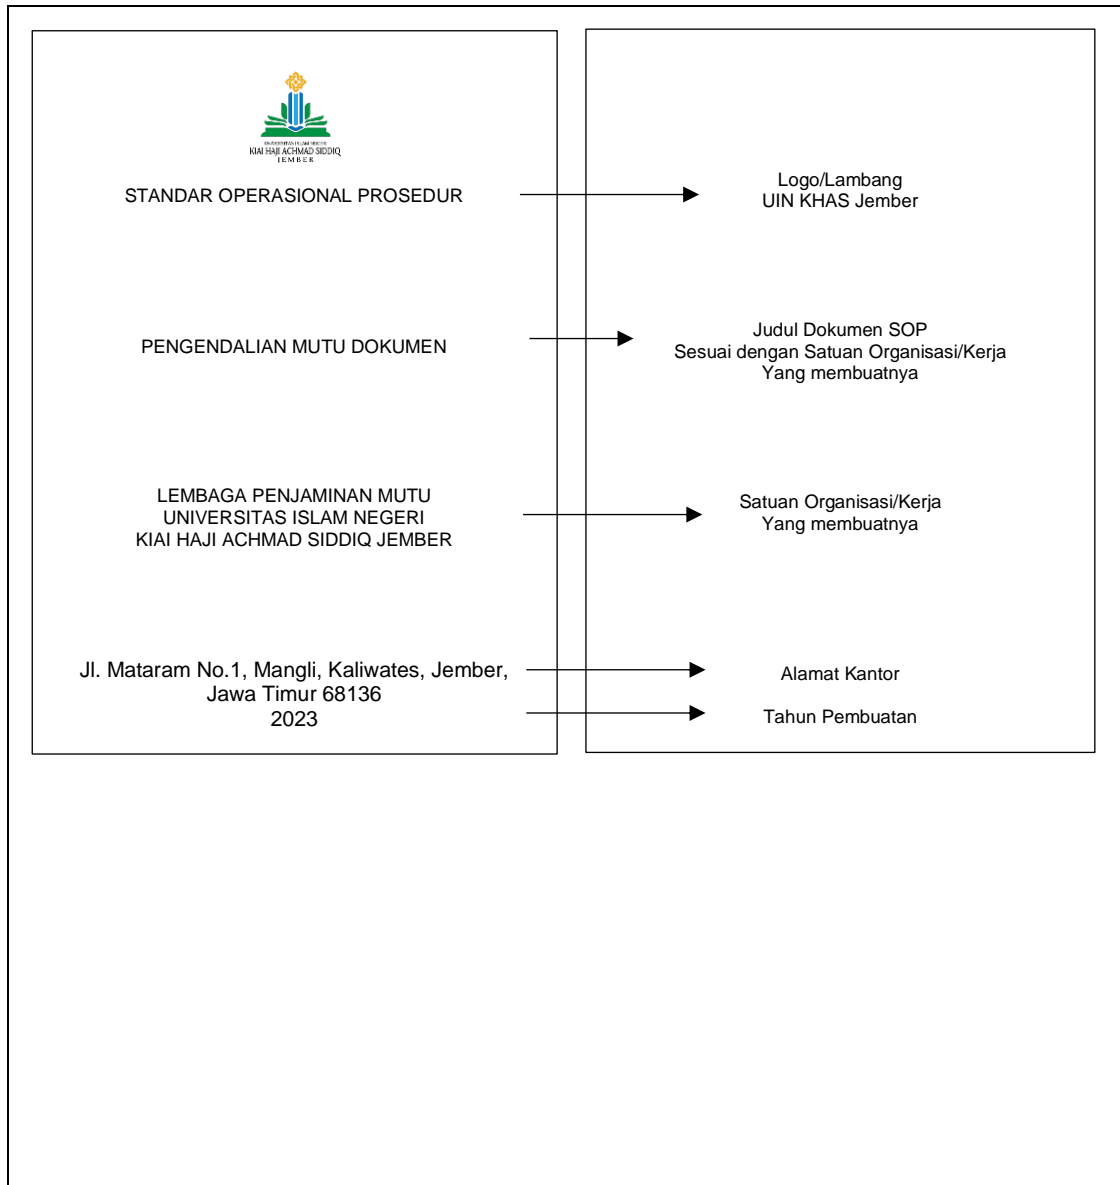 UNIVERSITAS ISLAM NEGERI
KIAI HAJI ACHMAD SIDDIQ
JEMBER
STANDAR OPERASIONAL PROSEDUR
Logo/Lambang
UIN KHAS Jember
PENGENDALIAN MUTU DOKUMEN
Judul Dokumen SOP
Sesuai dengan Satuan Organisasi/Kerja
Yang membuatnya
LEMBAGA PENJAMINAN MUTU
UNIVERSITAS ISLAM NEGERI
KIAI HAJI ACHMAD SIDDIQ JEMBER
Satuan Organisasi/Kerja
Yang membuatnya
Jl. Mataram No.1, Mangli, Kaliwates, Jember,
Jawa Timur 68136
2023
Alamat Kantor
Tahun Pembuatan